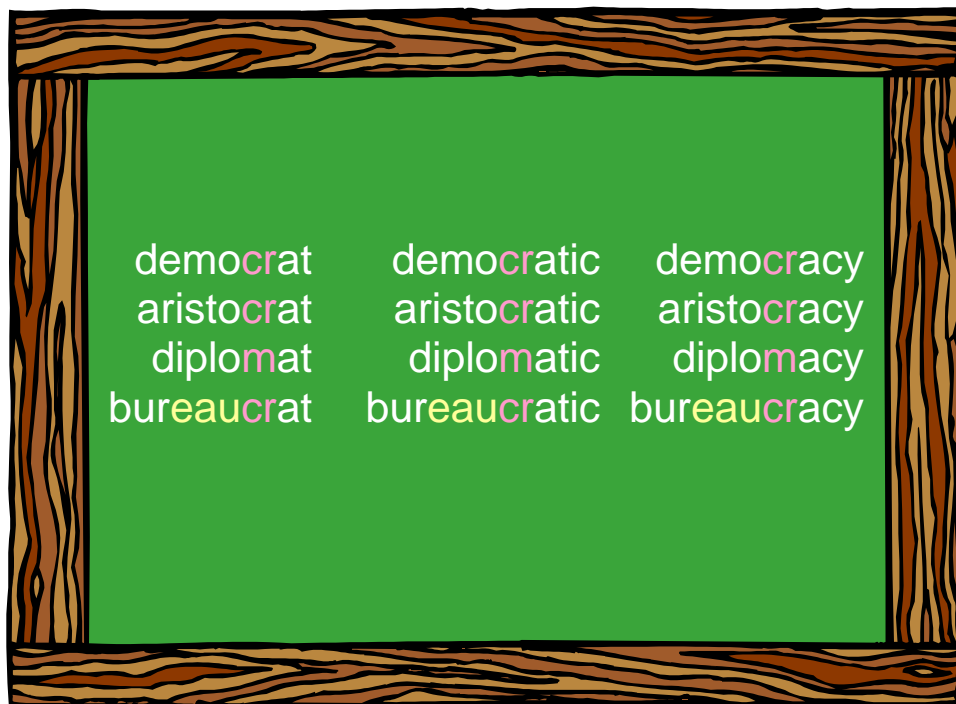 democrat democratic democracy
aristocrat aristocratic aristocracy
diplomat diplomatic diplomacy
bureaucrat bureaucratic bureaucracy